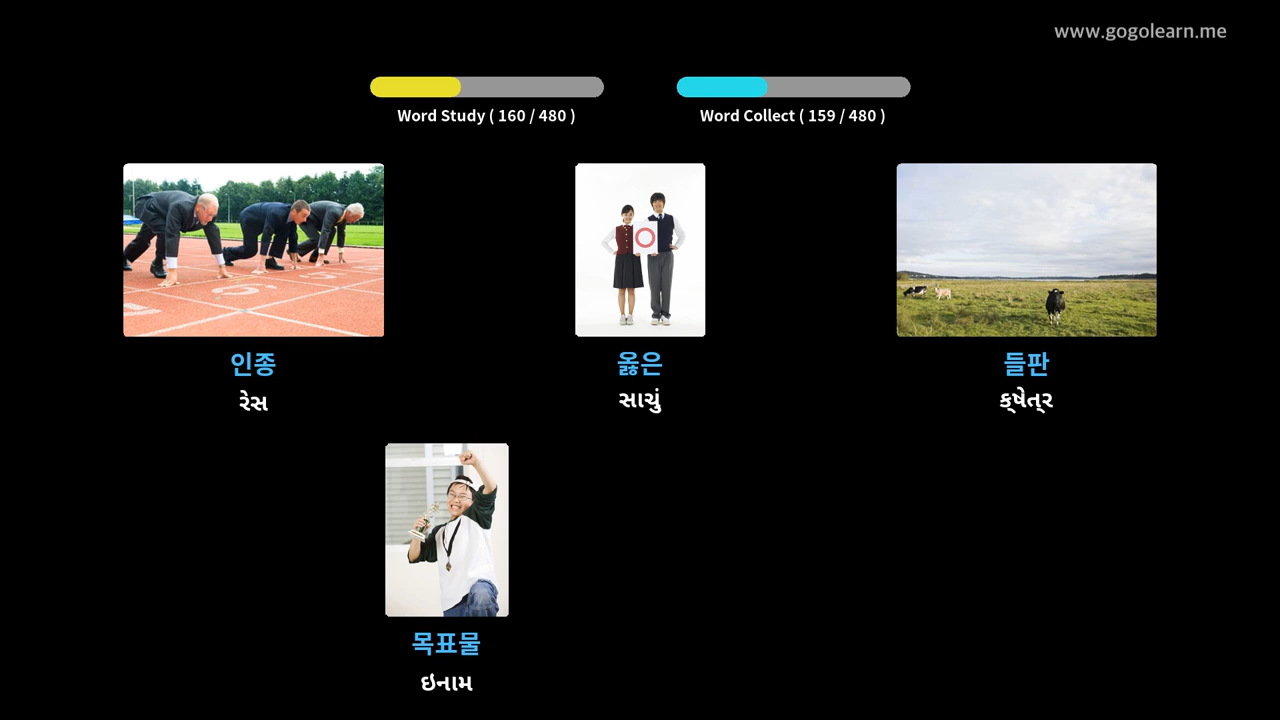 www.gogolearn.me
Word Study ( 160 / 480 )
Word Collect ( 159 / 480 )
인종
રેસ
옳은
સાચું
들판
ક્ષેત્ર
목표물
ઇનામ